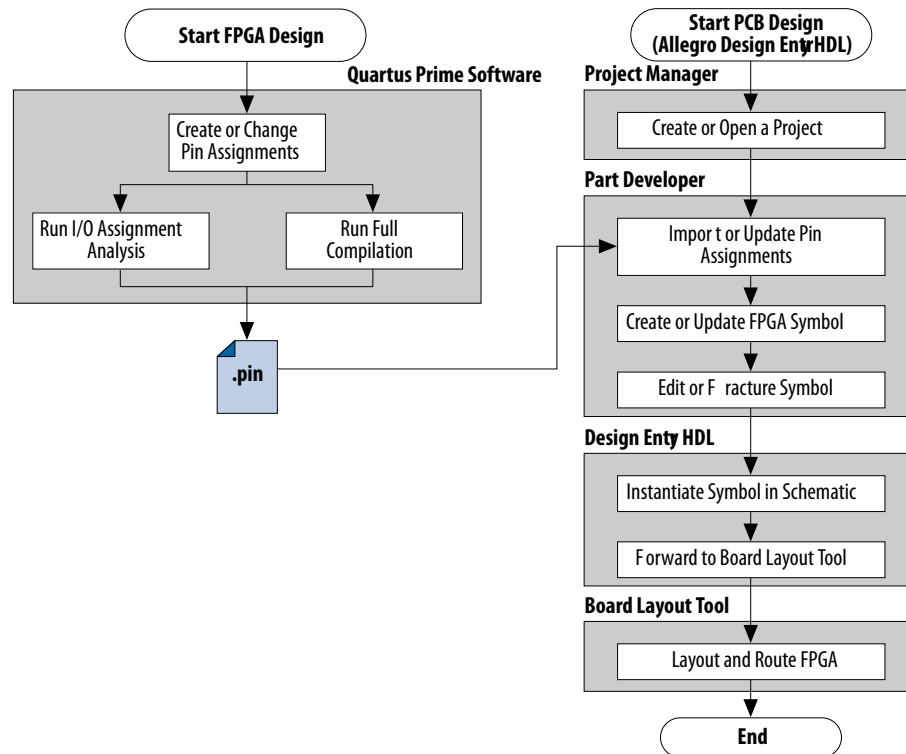 Start FPGA Design
Quartus Prime Software
Create or Change
Pin Assignments
Run I/O Assignment
Analysis
Run Full
Compilation
.pin
Start PCB Design
(Allegro Design Entry HDL)
Project Manager
Create or Open a Project
Part Developer
Impor t or Update Pin
Assignments
Create or Update FPGA Symbol
Edit or F racture Symbol
Design Entry HDL
Instantiate Symbol in Schematic
F orward to Board Layout Tool
Board Layout Tool
Layout and Route FPGA
End